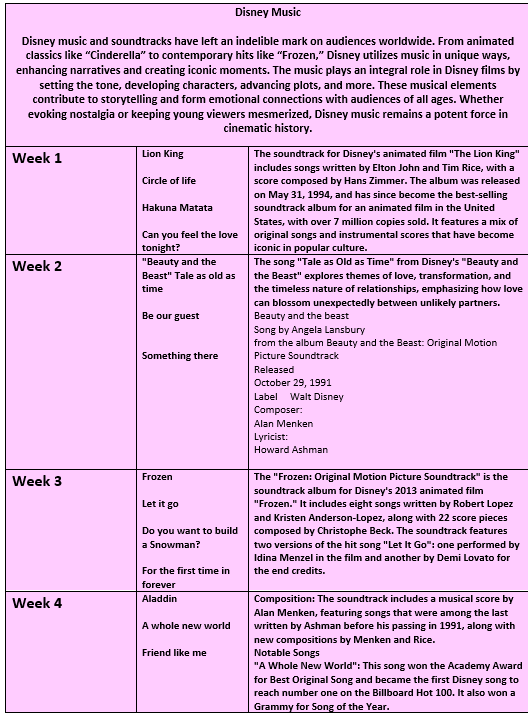 Disney Music
Disney music and soundtracks have left an indelible mark on audiences worldwide. From animated
classics like “Cinderella” to contemporary hits like “Frozen,” Disney utilizes music in unique ways,
enhancing narratives and creating iconic moments. The music plays an integral role in Disney films by
setting the tone, developing characters, advancing plots, and more. These musical elements
contribute to storytelling and form emotional connections with audiences of all ages. Whether
evoking nostalgia or keeping young viewers mesmerized, Disney music remains a potent force in
cinematic history.
Week 1
Lion King
Circle of life
Hakuna Matata
Can you feel the love
tonight?
The soundtrack for Disney's animated film "The Lion King"
includes songs written by Elton John and Tim Rice, with a
score composed by Hans Zimmer. The album was released
on May 31, 1994, and has since become the best-selling
soundtrack album for an animated film in the United
States, with over 7 million copies sold. It features a mix of
original songs and instrumental scores that have become
iconic in popular culture.
Week 2
"Beauty and the
Beast" Tale as old as
time
Be our guest
Something there
The song "Tale as Old as Time" from Disney's "Beauty and
the Beast" explores themes of love, transformation, and
the timeless nature of relationships, emphasizing how love
can blossom unexpectedly between unlikely partners.
Beauty and the beast
Song by Angela Lansbury
from the album Beauty and the Beast: Original Motion
Picture Soundtrack
Released
October 29, 1991
Label Walt Disney
Composer:
Alan Menken
Lyricist:
Howard Ashman
Week 3
Frozen
Let it go
Do you want to build
a Snowman?
For the first time in
forever
The "Frozen: Original Motion Picture Soundtrack" is the
soundtrack album for Disney's 2013 animated film
"Frozen." It includes eight songs written by Robert Lopez
and Kristen Anderson-Lopez, along with 22 score pieces
composed by Christophe Beck. The soundtrack features
two versions of the hit song "Let It Go": one performed by
Idina Menzel in the film and another by Demi Lovato for
the end credits.
Week 4
Aladdin
A whole new world
Friend like me
Composition: The soundtrack includes a musical score by
Alan Menken, featuring songs that were among the last
written by Ashman before his passing in 1991, along with
new compositions by Menken and Rice.
Notable Songs
"A Whole New World": This song won the Academy Award
for Best Original Song and became the first Disney song to
reach number one on the Billboard Hot 100. It also won a
Grammy for Song of the Year.